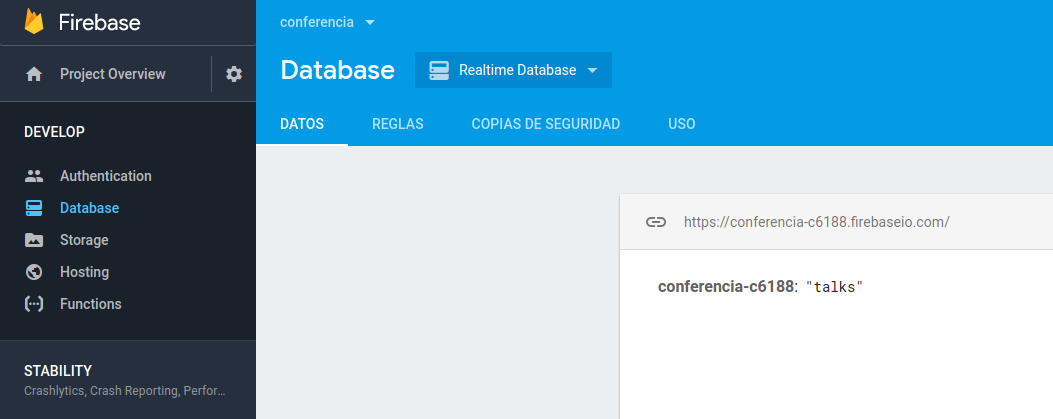 Firebase
Project Overview
DEVELOP
Authentication
Database
Storage
Hosting
Functions
STABILITY
Crashlytics, Crash Reporting, Perfor...
conferencia
Database
Realtime Database
DATOS REGLAS COPIAS DE SEGURIDAD USO
https://conferencia-c6188.firebaseio.com/
conferencia-c6188: "talks"